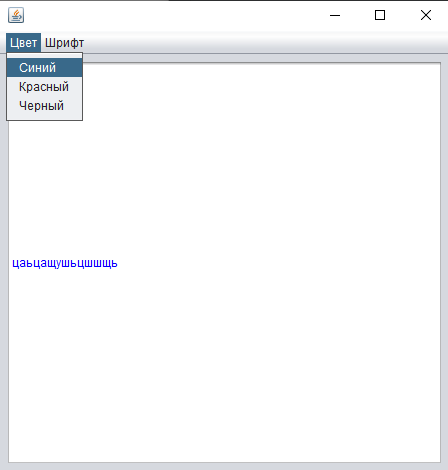 Цвет Шрифт
Синий
Красный
Черный
цаьцащушьцшшщь